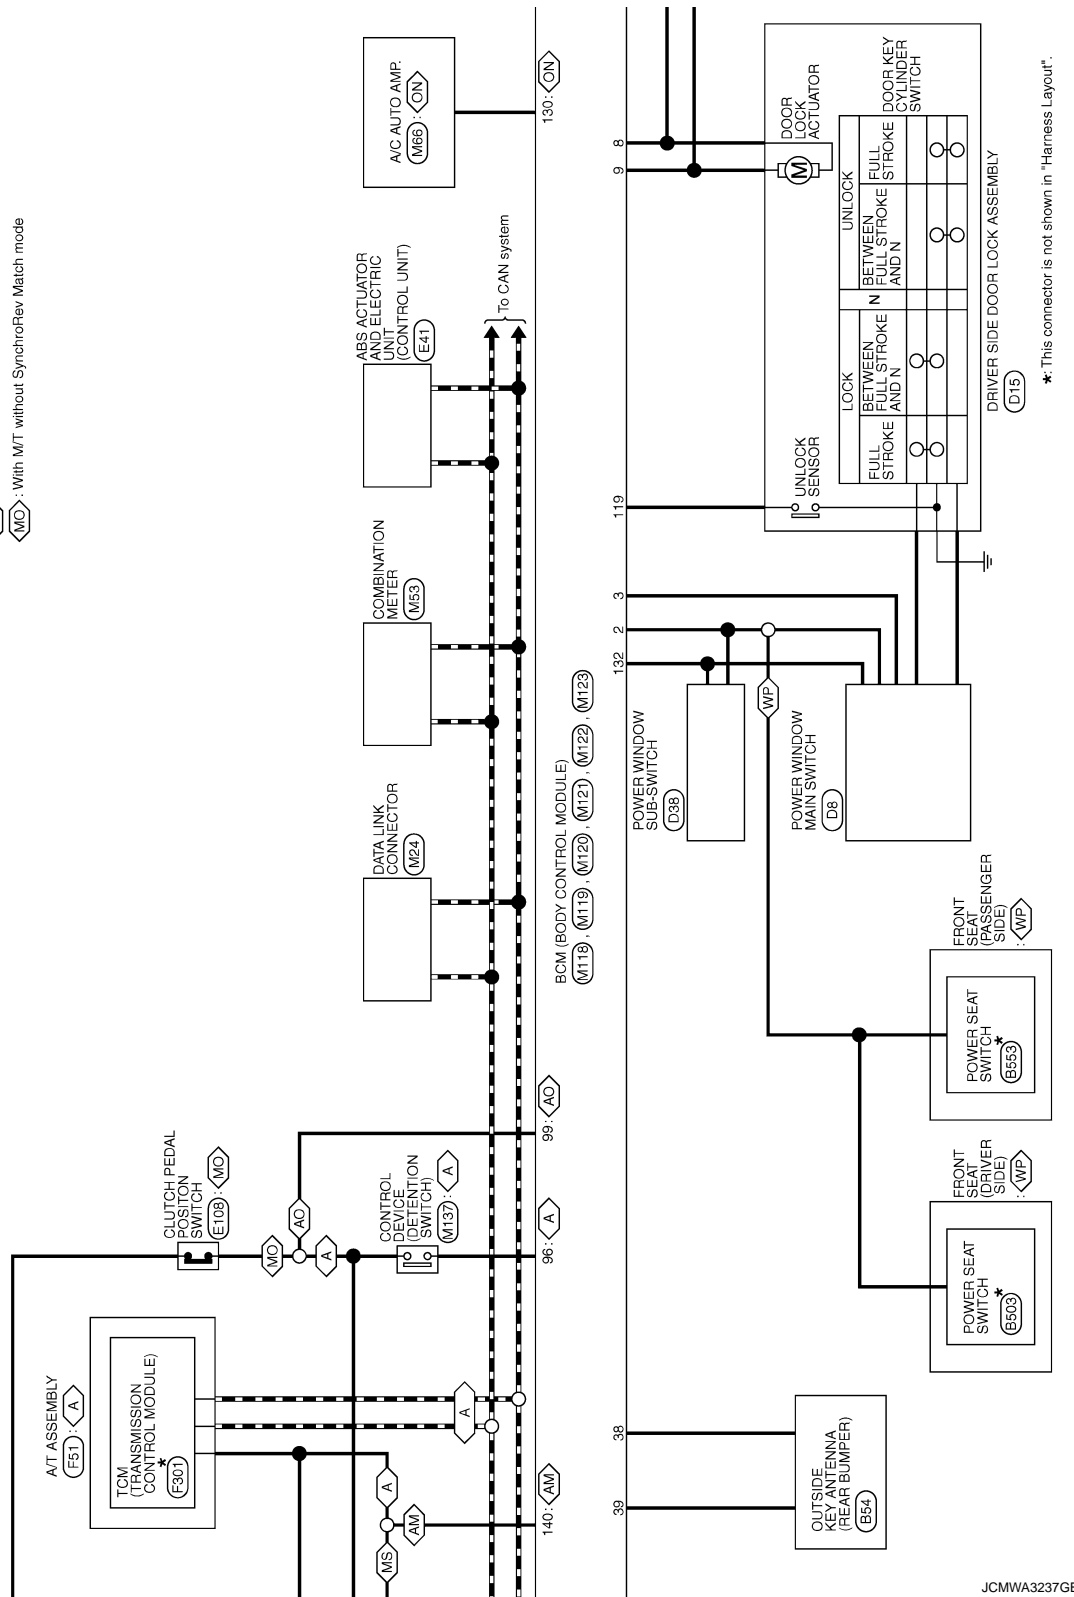 MO : With M/T without SynchroRev Match mode
A/C AUTO AMP.
M66 : ON
130: ON
ABS ACTUATOR
AND ELECTRIC
UNIT
(CONTROL UNIT)
E41
To CAN system
COMBINATION
METER
M53
DATA LINK
CONNECTOR
M24
CLUTCH PEDAL
POSITON
SWITCH
E108 : MO
MO
AO
A
99: AO
CONTROL
DEVICE
(DETENTION
SWITCH)
M137 : A
96: A
A/T ASSEMBLY
F51 : A
TCM
(TRANSMISSION
CONTROL MODULE)
*
F301
A
A
AM
MS
140: AM
BCM (BODY CONTROL MODULE)
M118 , M119 , M120 , M121 , M122 , M123
8
9
119
3
2
132
38
39
DOOR
LOCK
ACTUATOR
M
DOOR KEY
CYLINDER
SWITCH
UNLOCK
FULL
STROKE
BETWEEN
FULL STROKE
AND N
N
LOCK
BETWEEN
FULL STROKE
AND N
FULL
STROKE
UNLOCK
SENSOR
DRIVER SIDE DOOR LOCK ASSEMBLY
D15
*: This connector is not shown in "Harness Layout".
POWER WINDOW
SUB-SWITCH
D38
WP
POWER WINDOW
MAIN SWITCH
D8
FRONT
SEAT
(PASSENGER
SIDE)
: WP
POWER SEAT
SWITCH
*
B553
FRONT
SEAT
(DRIVER
SIDE)
: WP
POWER SEAT
SWITCH
*
B503
OUTSIDE
KEY ANTENNA
(REAR BUMPER)
B54